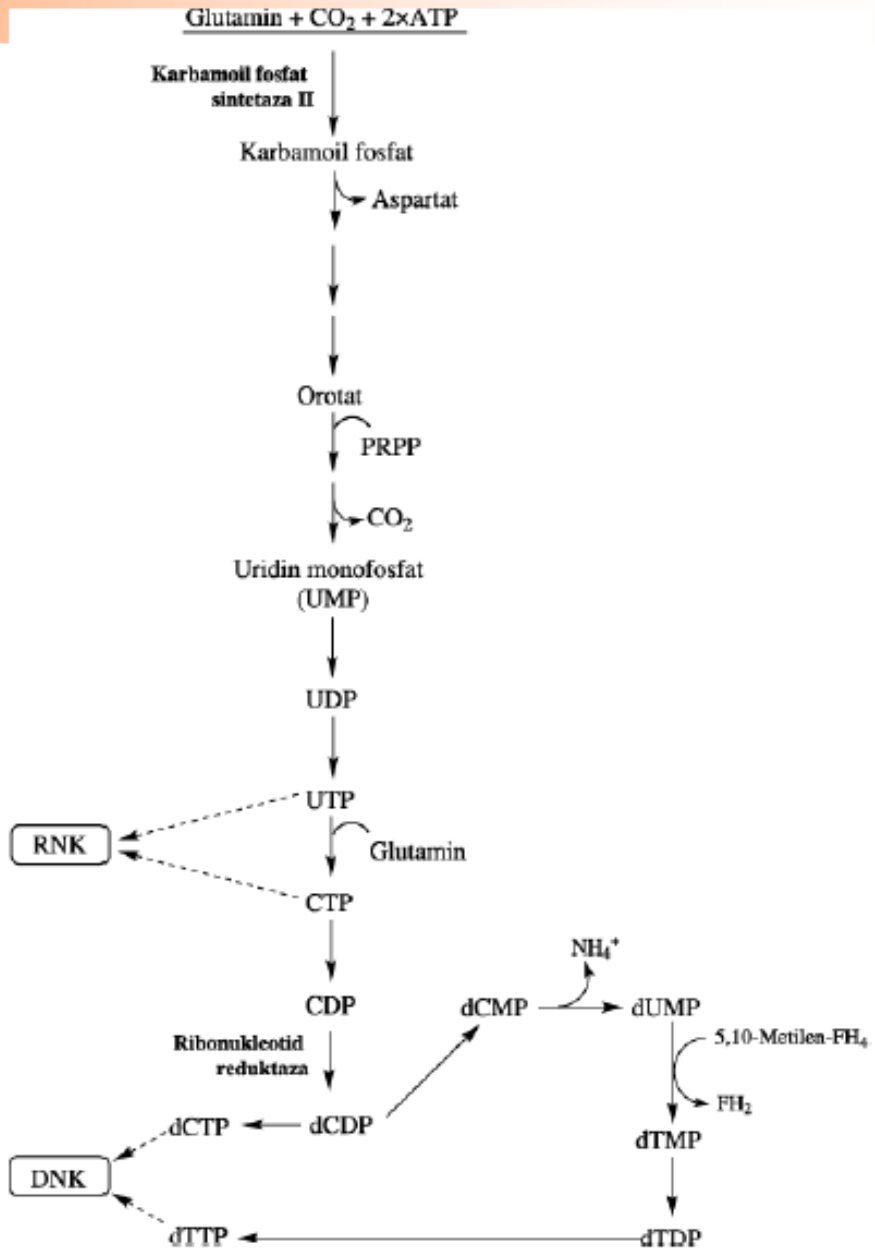 Glutamin + CO₂ + 2×ATP
Karbamoil fosfat
sintetaza II
Karbamoil fosfat
Aspartat
Orotat
PRPP
CO₂
Uridin monofosfat
(UMP)
UDP
UTP
RNK
Glutamin
CTP
NH₄⁺
CDP
dCMP
dUMP
Ribonukleotid
reduktaza
5,10-Metilen-FH₄
FH₂
dCTP
dCDP
dTMP
DNK
dTTP
dTDP